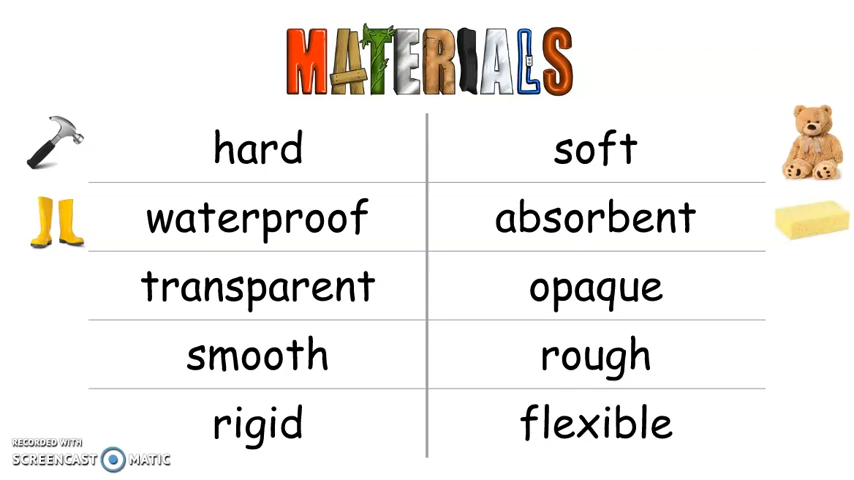 MATERIALS
hard soft
waterproof absorbent
transparent opaque
smooth rough
rigid flexible
RECORDED WITH
SCREENCAST MATIC